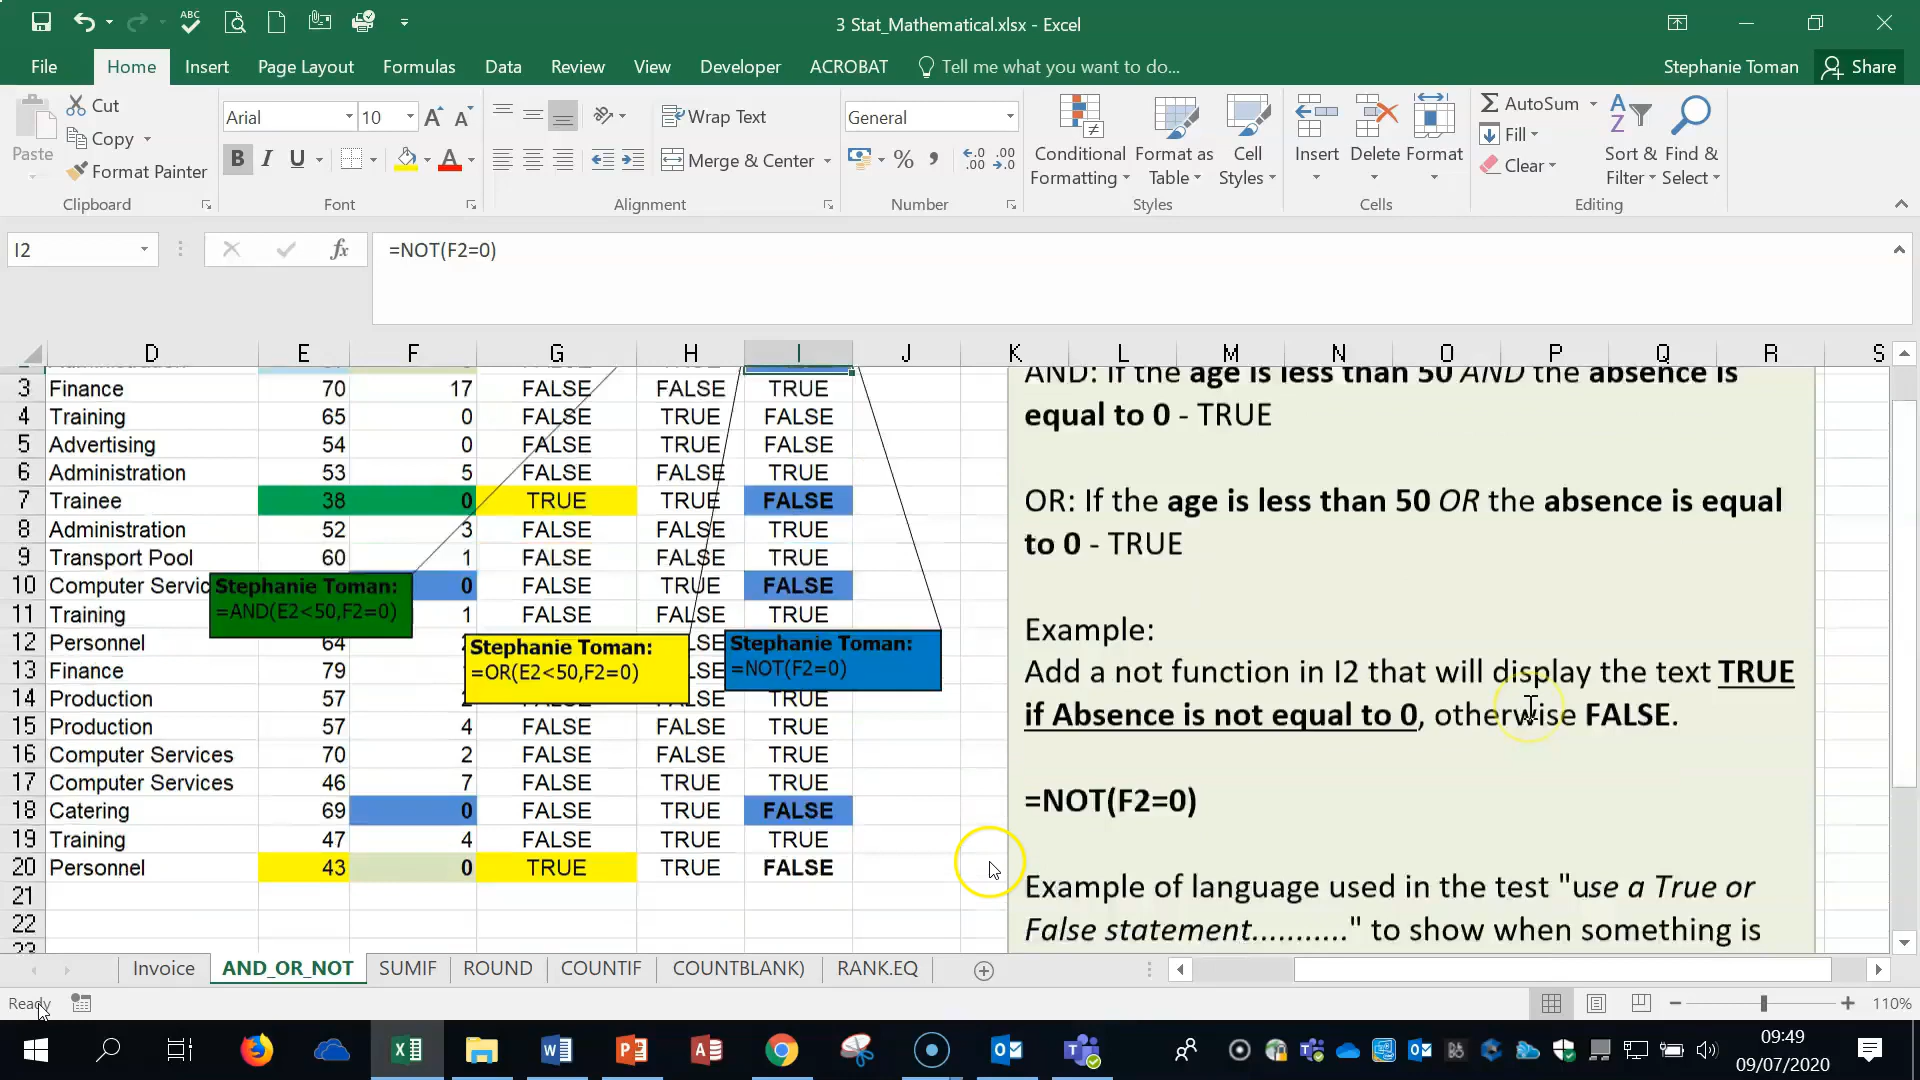 3 Stat_Mathematical.xlsx - Excel
File Home Insert Page Layout Formulas Data Review View Developer ACROBAT Tell me what you want to do... Stephanie Toman Share
Paste Cut Copy Format Painter
Arial 10
B I U A
Wrap Text
Merge & Center
General
% ,
Conditional Formatting Format as Table Cell Styles
Insert Delete Format
AutoSum Fill Clear
Sort & Filter Find & Select
Clipboard Font Alignment Number Styles Cells Editing
I2 fx =NOT(F2=0)
D E F G H I J K L M N O P Q R S
3 Finance 70 17 FALSE FALSE TRUE
4 Training 65 0 FALSE TRUE FALSE
5 Advertising 54 0 FALSE TRUE FALSE
6 Administration 53 5 FALSE FALSE TRUE
7 Trainee 38 0 TRUE TRUE FALSE
8 Administration 52 3 FALSE FALSE TRUE
9 Transport Pool 60 1 FALSE FALSE TRUE
10 Computer Servic 0 FALSE TRUE FALSE
11 Training 1 FALSE FALSE TRUE
12 Personnel 64
13 Finance 79
14 Production 57 TRUE
15 Production 57 4 FALSE FALSE TRUE
16 Computer Services 70 2 FALSE FALSE TRUE
17 Computer Services 46 7 FALSE TRUE TRUE
18 Catering 69 0 FALSE TRUE FALSE
19 Training 47 4 FALSE TRUE TRUE
20 Personnel 43 0 TRUE TRUE FALSE
21
22
23
Stephanie Toman:
=AND(E2<50,F2=0)
Stephanie Toman:
=OR(E2<50,F2=0)
Stephanie Toman:
=NOT(F2=0)
AND: If the age is less than 50 AND the absence is
equal to 0 - TRUE
OR: If the age is less than 50 OR the absence is equal
to 0 - TRUE
Example:
Add a not function in I2 that will display the text TRUE
if Absence is not equal to 0, otherwise FALSE.
=NOT(F2=0)
Example of language used in the test "use a True or
False statement..........." to show when something is
Invoice AND_OR_NOT SUMIF ROUND COUNTIF COUNTBLANK) RANK.EQ
Ready 110%
09:49
09/07/2020